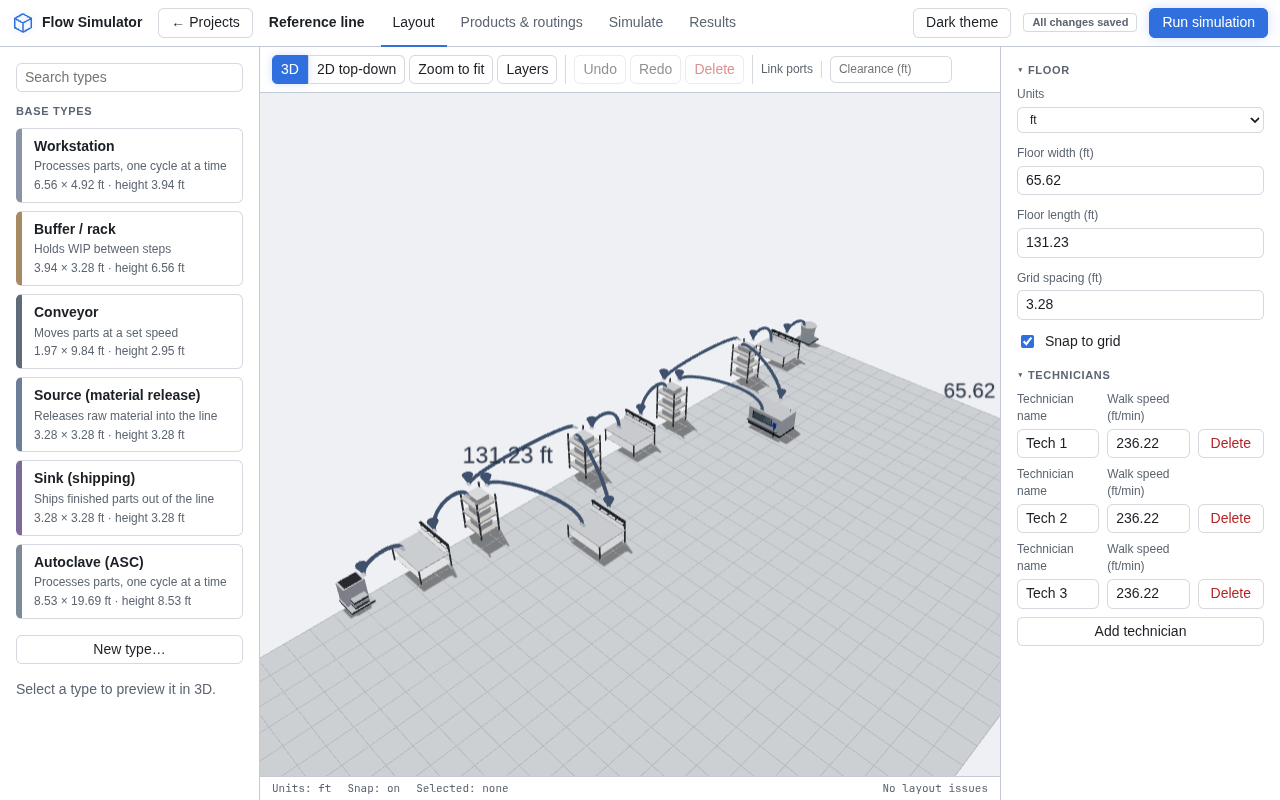 Flow Simulator
← Projects
Reference line
Layout
Products & routings
Simulate
Results
Dark theme
All changes saved
Run simulation
Search types
BASE TYPES
Workstation
Processes parts, one cycle at a time
6.56 × 4.92 ft · height 3.94 ft
Buffer / rack
Holds WIP between steps
3.94 × 3.28 ft · height 6.56 ft
Conveyor
Moves parts at a set speed
1.97 × 9.84 ft · height 2.95 ft
Source (material release)
Releases raw material into the line
3.28 × 3.28 ft · height 3.28 ft
Sink (shipping)
Ships finished parts out of the line
3.28 × 3.28 ft · height 3.28 ft
Autoclave (ASC)
Processes parts, one cycle at a time
8.53 × 19.69 ft · height 8.53 ft
New type…
Select a type to preview it in 3D.
3D
2D top-down
Zoom to fit
Layers
Undo
Redo
Delete
Link ports
Clearance (ft)
65.62
131.23 ft
Units: ft
Snap: on
Selected: none
No layout issues
▾ FLOOR
Units
ft
Floor width (ft)
65.62
Floor length (ft)
131.23
Grid spacing (ft)
3.28
Snap to grid
▾ TECHNICIANS
Technician name
Walk speed (ft/min)
Tech 1
236.22
Delete
Technician name
Walk speed (ft/min)
Tech 2
236.22
Delete
Technician name
Walk speed (ft/min)
Tech 3
236.22
Delete
Add technician